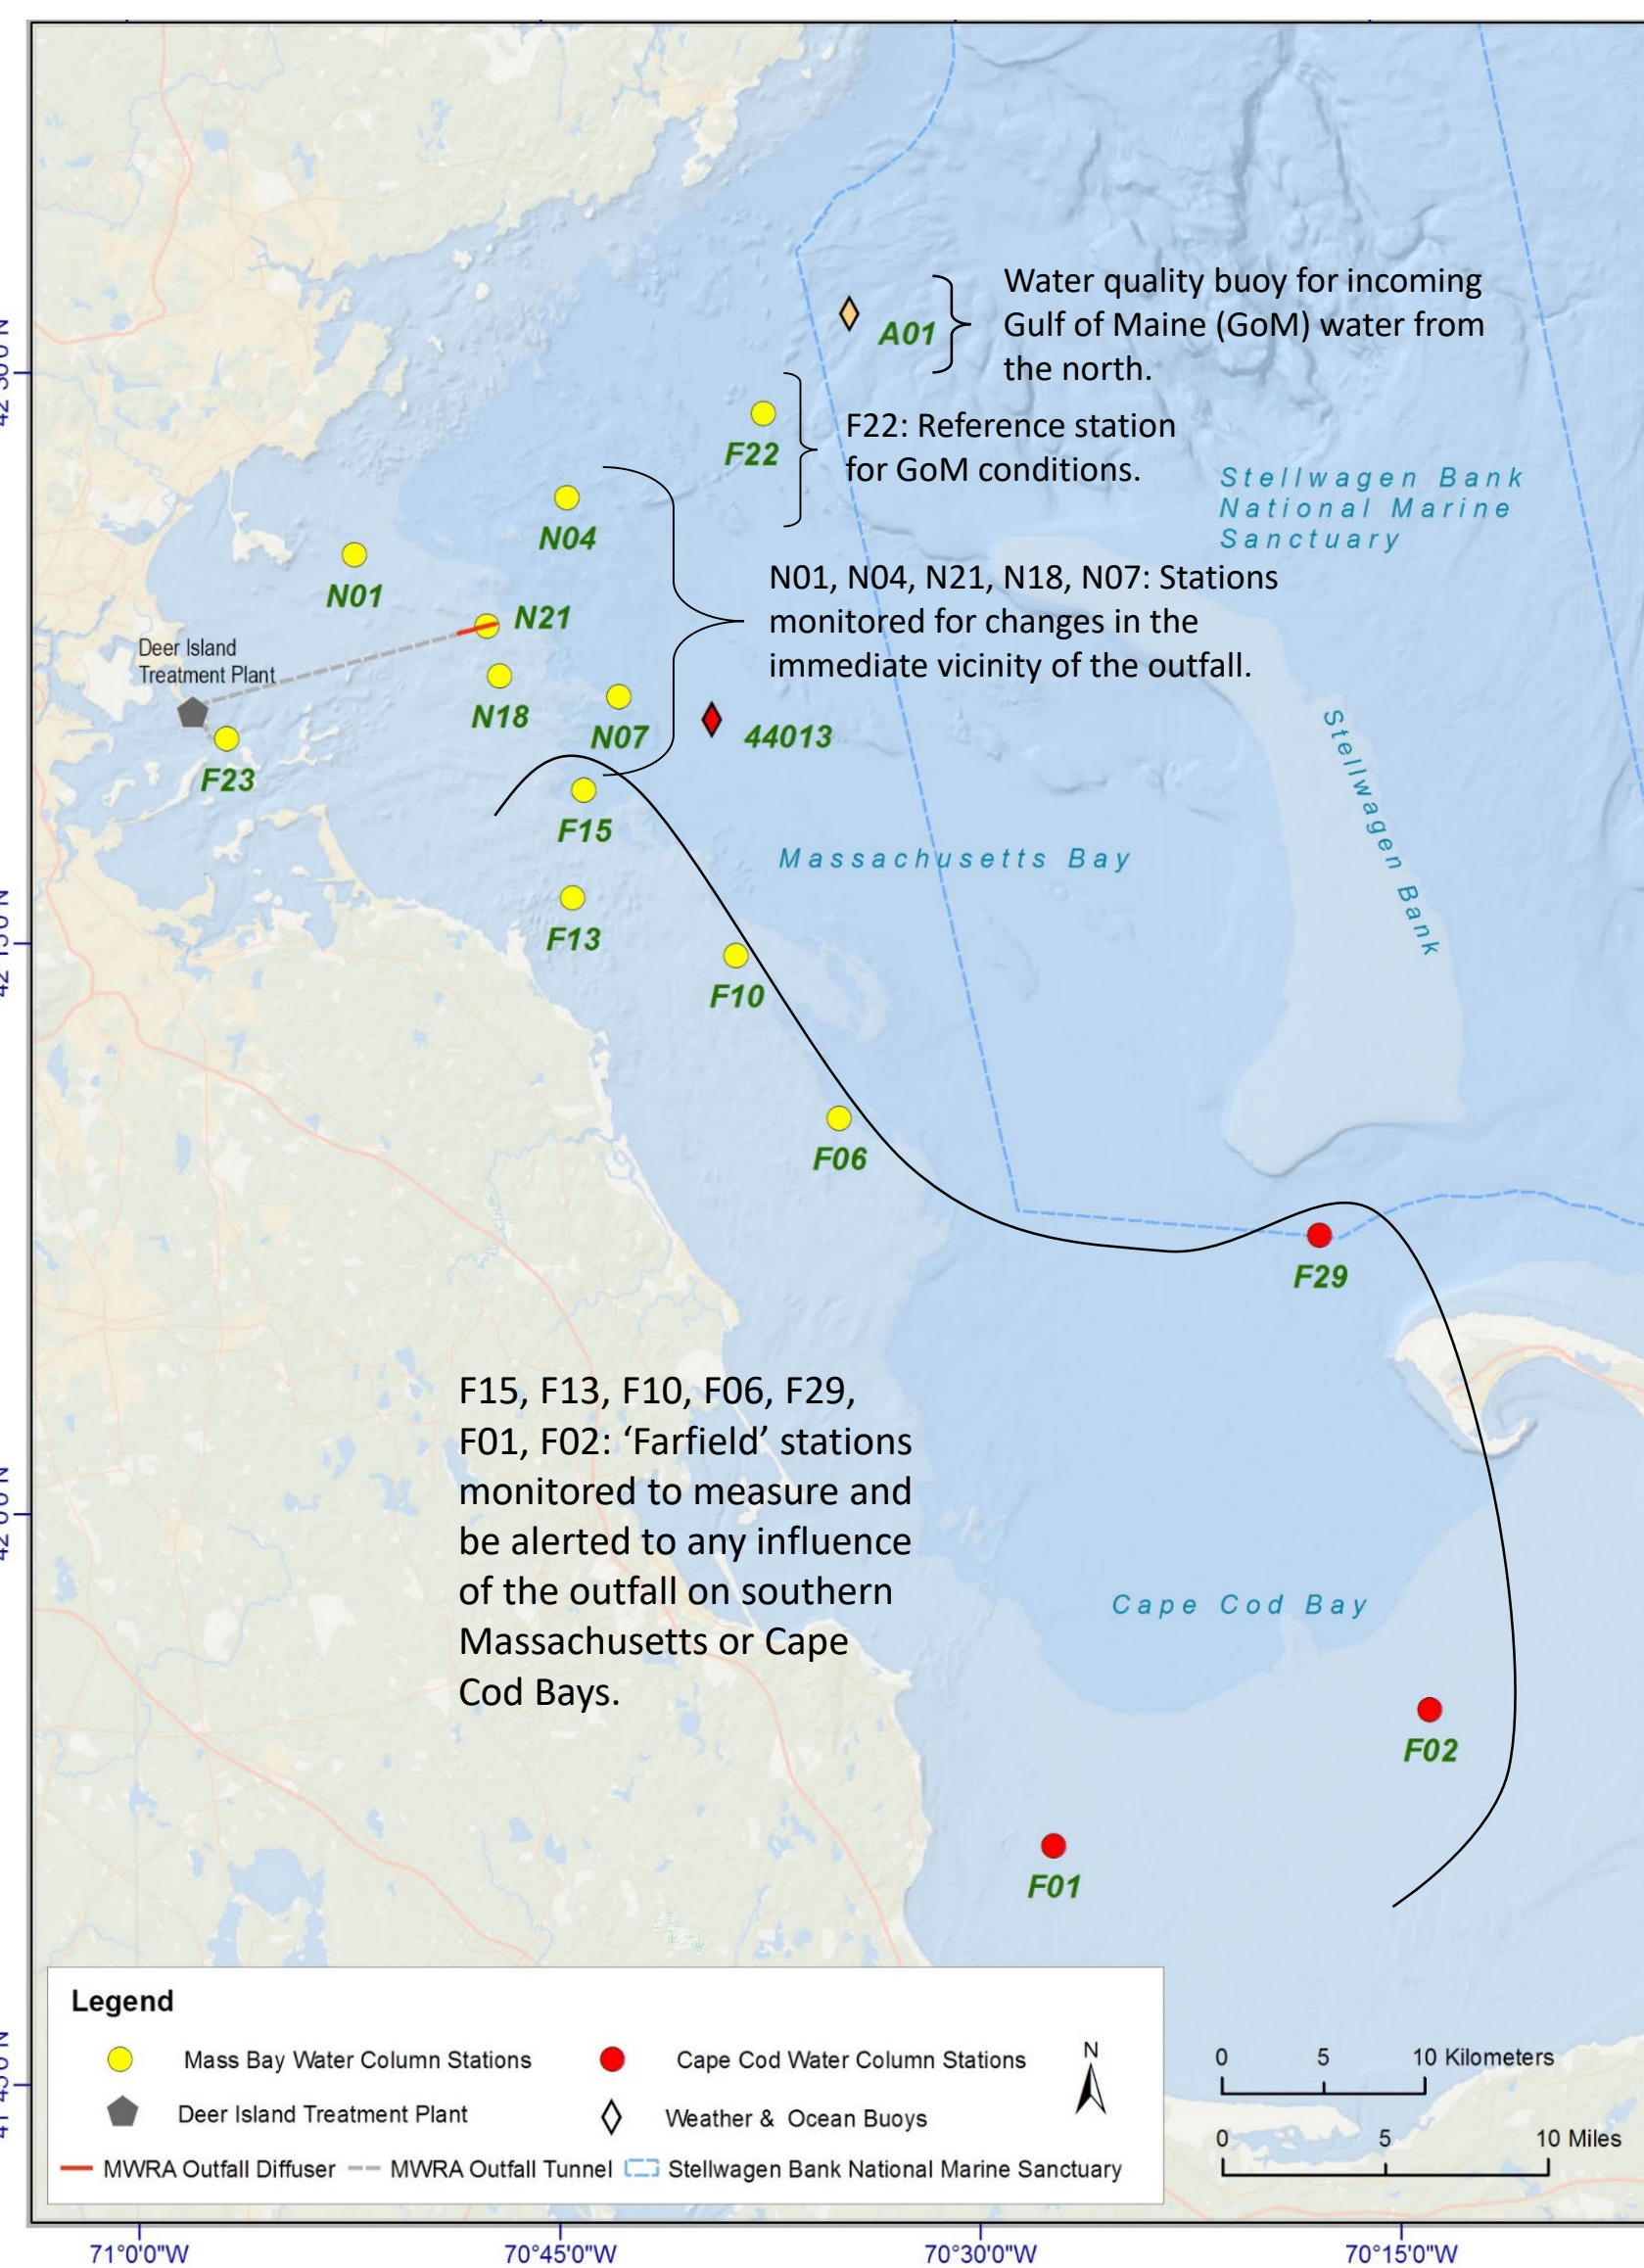 Water quality buoy for incoming
Gulf of Maine (GoM) water from
the north.
A01
F22: Reference station
for GoM conditions.
F22
Stellwagen Bank
National Marine
Sanctuary
N04
N01, N04, N21, N18, N07: Stations
monitored for changes in the
immediate vicinity of the outfall.
N01
N21
Deer Island
Treatment Plant
N18
N07
44013
F23
Stellwagen Bank
F15
Massachusetts Bay
F13
F10
F06
F29
F15, F13, F10, F06, F29,
F01, F02: ‘Farfield’ stations
monitored to measure and
be alerted to any influence
of the outfall on southern
Massachusetts or Cape
Cod Bays.
Cape Cod Bay
F02
F01
Legend
Mass Bay Water Column Stations
Cape Cod Water Column Stations
N
Deer Island Treatment Plant
Weather & Ocean Buoys
MWRA Outfall Diffuser
MWRA Outfall Tunnel
Stellwagen Bank National Marine Sanctuary
0 5 10 Kilometers
0 5 10 Miles
71°0'0"W 70°45'0"W 70°30'0"W 70°15'0"W